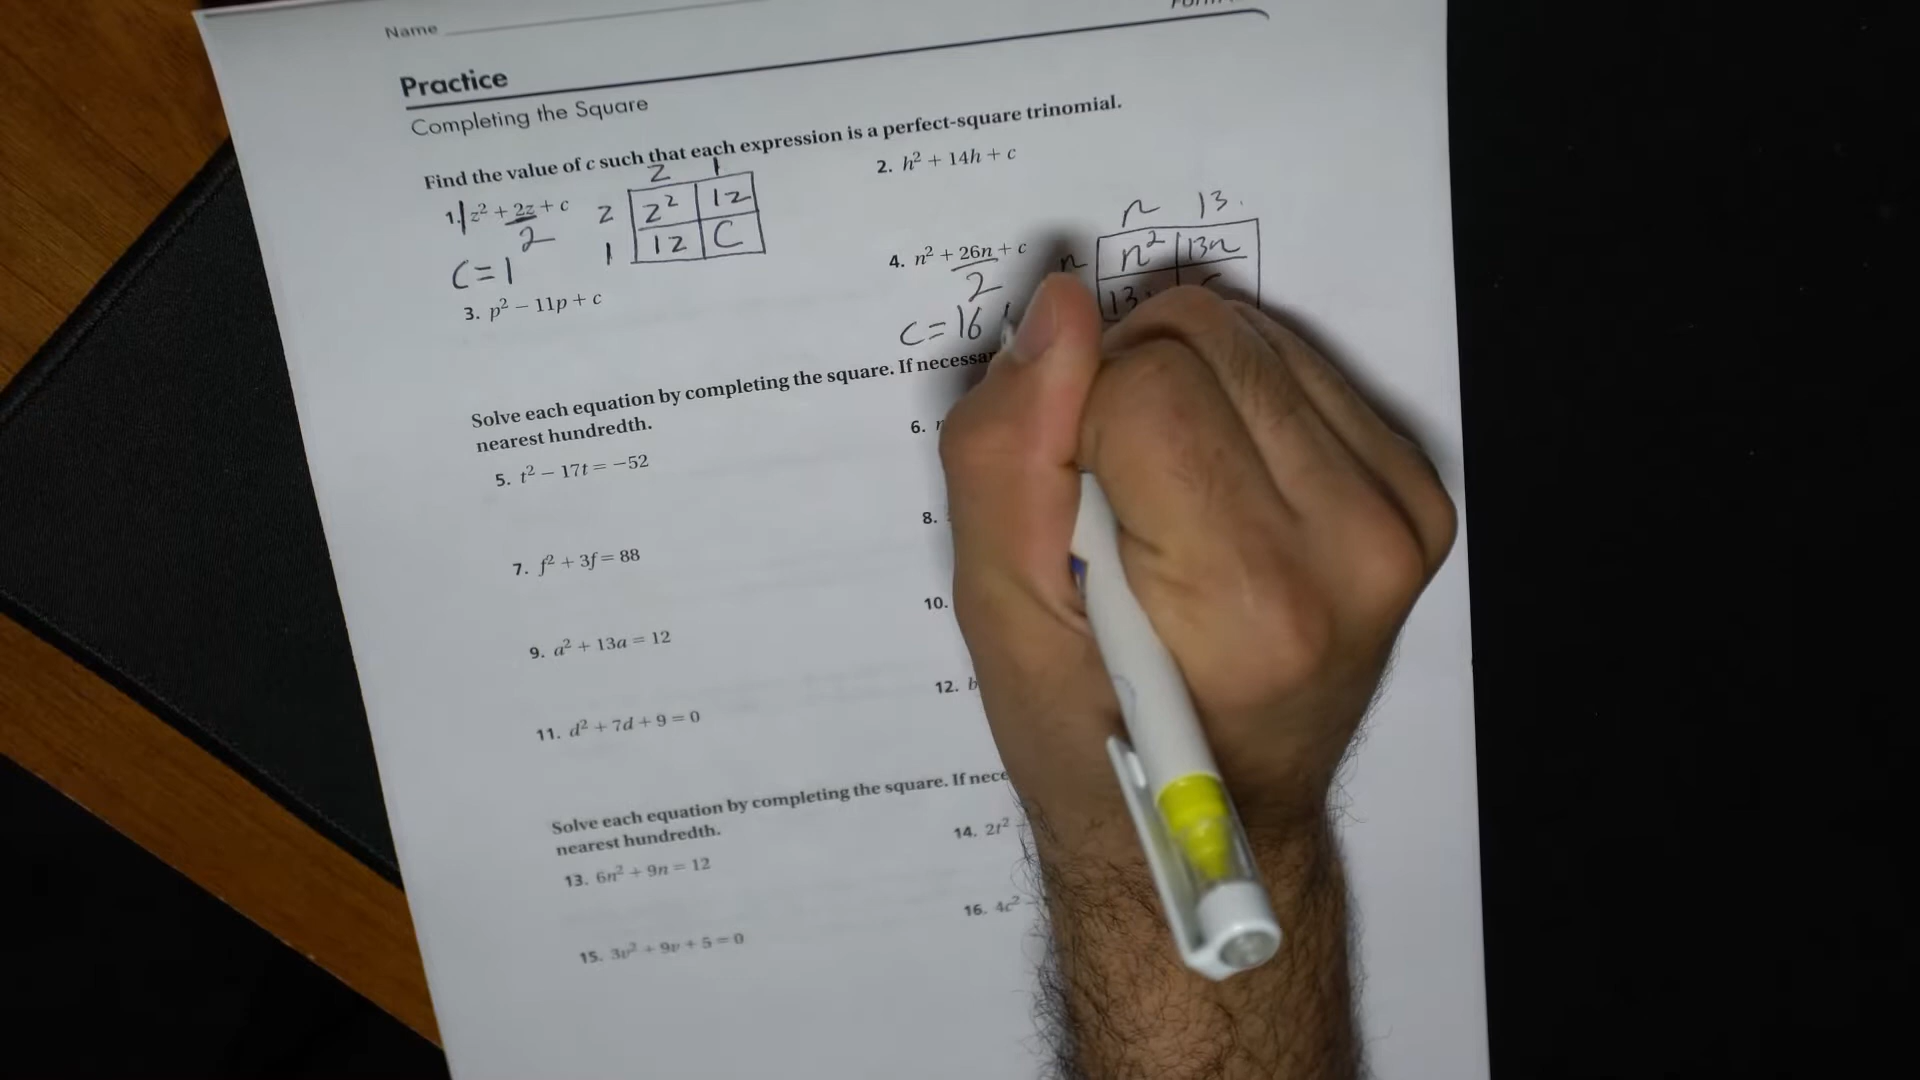 Name
Practice
Completing the Square
Find the value of c such that each expression is a perfect-square trinomial.
1. z² + 2z + c
2
C = 1
z 1
z z² 1z
1 1z C
2. h² + 14h + c
3. p² − 11p + c
4. n² + 26n + c
2
C = 16
n 13
n n² 13n
13
Solve each equation by completing the square. If
nearest hundredth.
5. t² − 17t = −52
6.
7. f² + 3f = 88
8.
9. a² + 13a = 12
10.
11. d² + 7d + 9 = 0
12. b
Solve each equation by completing the square. If
nearest hundredth.
13. 6n² + 9n = 12
14. 2t²
15. 3v² + 9v + 5 = 0
16. 4c²